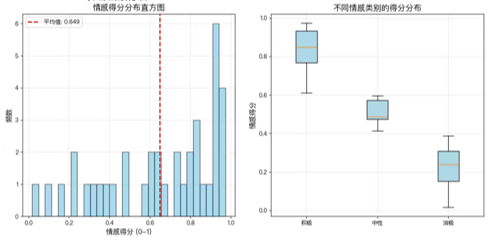 情感得分分布直方图
平均值: 0.649
频数
6
5
4
3
2
1
0
0.0 0.2 0.4 0.6 0.8 1.0
情感得分 (0-1)
不同情感类别的得分分布
情感得分
1.0
0.8
0.6
0.4
0.2
0.0
积极 中性 消极